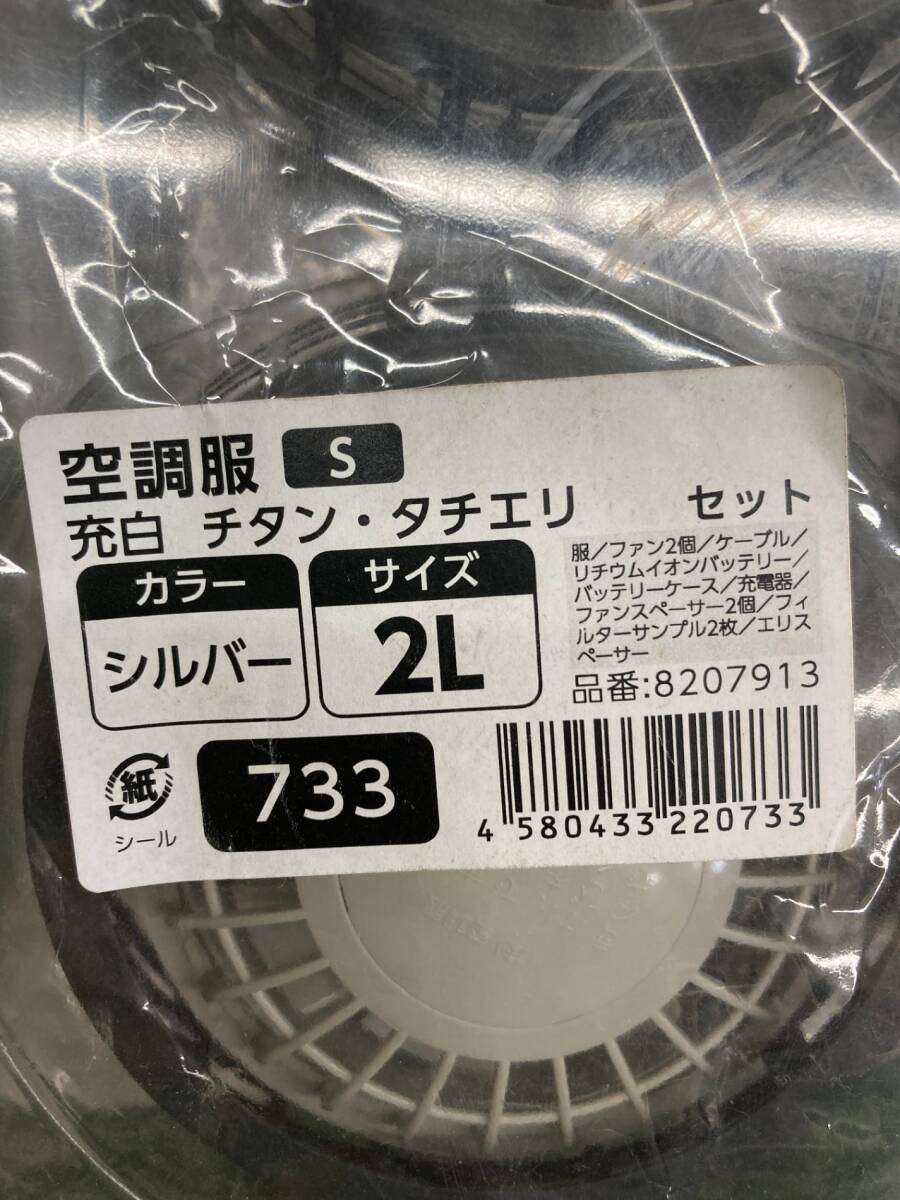 空調服 S
充白 チタン・タチエリ セット
カラー
シルバー
サイズ
2L
服／ファン2個／ケーブル／
リチウムイオンバッテリー／
バッテリーケース／充電器／
ファンスペーサー2個／フィ
ルターサンプル2枚／エリス
ペーサー
品番:8207913
紙
シール
733
4 580433 220733